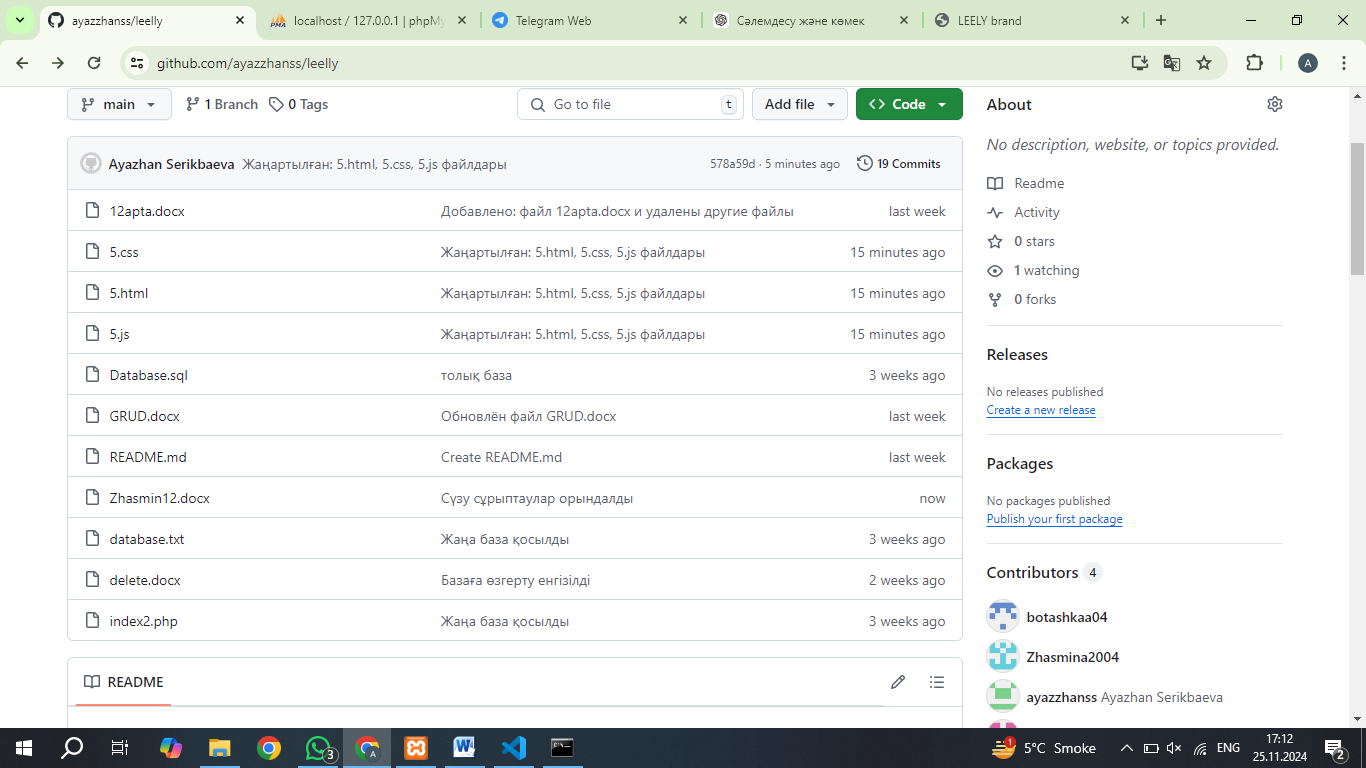 ayazzhanss/leelly
localhost / 127.0.0.1 | phpMy
Telegram Web
Сәлемдесу және көмек
LEELY brand
github.com/ayazzhanss/leelly
A
main
1 Branch
0 Tags
Go to file
t
Add file
Code
About
Ayazhan Serikbaeva Жаңартылған: 5.html, 5.css, 5.js файлдары
578a59d · 5 minutes ago
19 Commits
No description, website, or topics provided.
12apta.docx Добавлено: файл 12apta.docx и удалены другие файлы last week
5.css Жаңартылған: 5.html, 5.css, 5.js файлдары 15 minutes ago
5.html Жаңартылған: 5.html, 5.css, 5.js файлдары 15 minutes ago
5.js Жаңартылған: 5.html, 5.css, 5.js файлдары 15 minutes ago
Database.sql толық база 3 weeks ago
GRUD.docx Обновлён файл GRUD.docx last week
README.md Create README.md last week
Zhasmin12.docx Сүзу сұрыптаулар орындалды now
database.txt Жаңа база қосылды 3 weeks ago
delete.docx Базаға өзгерту енгізілді 2 weeks ago
index2.php Жаңа база қосылды 3 weeks ago
README
Readme
Activity
0 stars
1 watching
0 forks
Releases
No releases published
Create a new release
Packages
No packages published
Publish your first package
Contributors 4
botashkaa04
Zhasmina2004
ayazzhanss Ayazhan Serikbaeva
3
A
1
5°C Smoke
ENG
17:12
25.11.2024
2